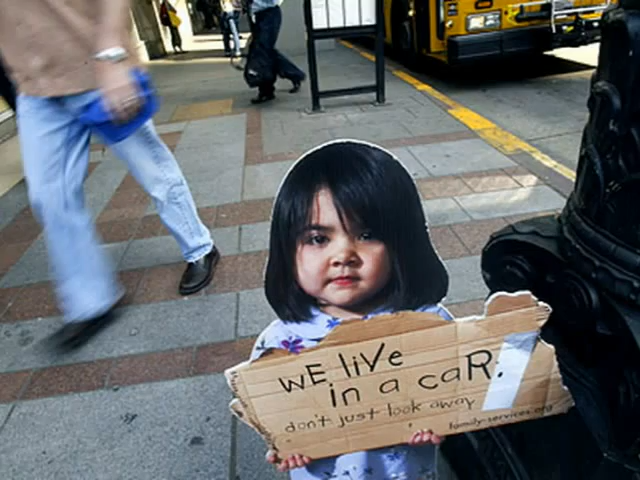 wE liVe
in a caR.
don't just look away
family-services.org